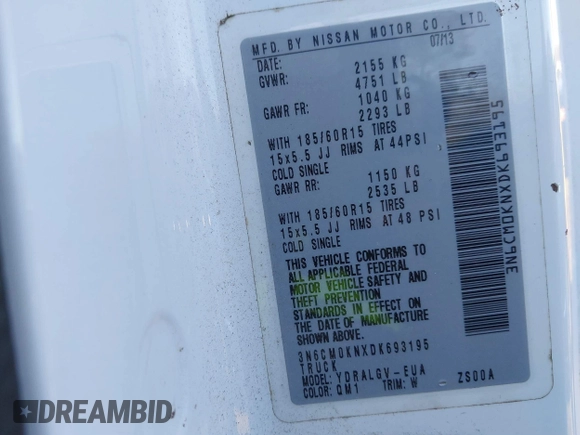 MFD. BY NISSAN MOTOR CO., LTD.
07/13
DATE:
GVWR: 2155 KG
4751 LB
GAWR FR: 1040 KG
2293 LB
WITH 185/60R15 TIRES
15x5.5 JJ RIMS AT 44PSI
COLD SINGLE
GAWR RR: 1150 KG
2535 LB
WITH 185/60R15 TIRES
15x5.5 JJ RIMS AT 48 PSI
COLD SINGLE
THIS VEHICLE CONFORMS TO
ALL APPLICABLE FEDERAL
MOTOR VEHICLE SAFETY AND
THEFT PREVENTION
STANDARDS IN EFFECT ON
THE DATE OF MANUFACTURE
SHOWN ABOVE.
3N6CM0KNXDK693195
TRUCK
MODEL: YDRALGV-EUA
COLOR: QM1 TRIM: W ZS00A
3N6CM0KNXDK693195
DREAMBID